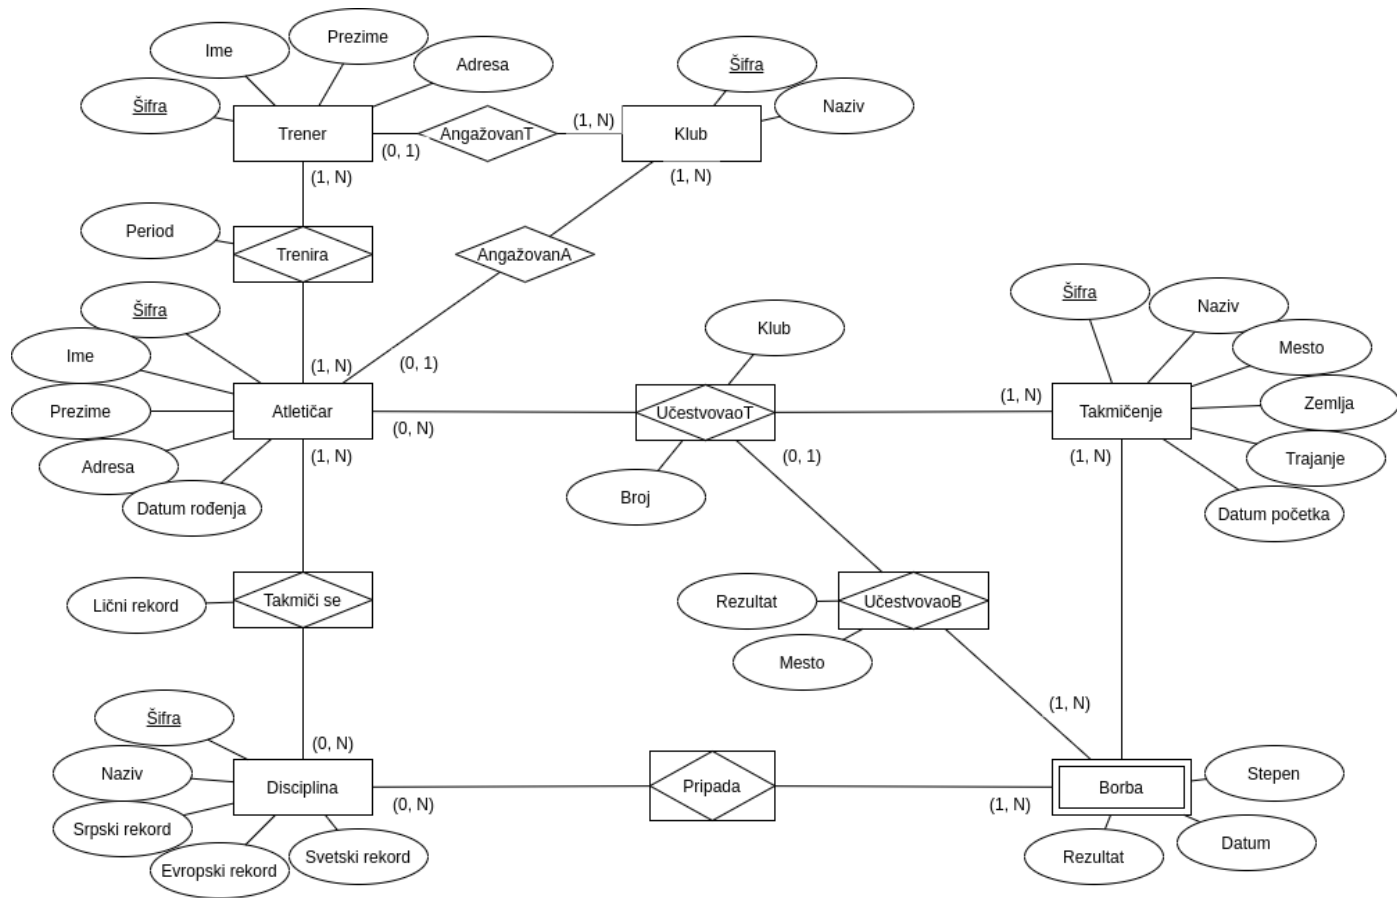 Prezime
Ime
Adresa
Šifra
Šifra
Naziv
Trener
AngažovanT
(1, N)
Klub
(0, 1)
(1, N)
(1, N)
Period
Trenira
AngažovanA
Šifra
Šifra
Naziv
Klub
Ime
Mesto
(1, N)
(0, 1)
(1, N)
Zemlja
Prezime
Atletičar
UčestvovaoT
Takmičenje
(0, N)
(1, N)
(0, 1)
(1, N)
Trajanje
Adresa
Broj
Datum rođenja
Datum početka
Lični rekord
Takmiči se
Rezultat
UčestvovaoB
Mesto
(1, N)
Šifra
(0, N)
Naziv
Stepen
Disciplina
Pripada
Borba
(0, N)
(1, N)
Srpski rekord
Datum
Svetski rekord
Rezultat
Evropski rekord